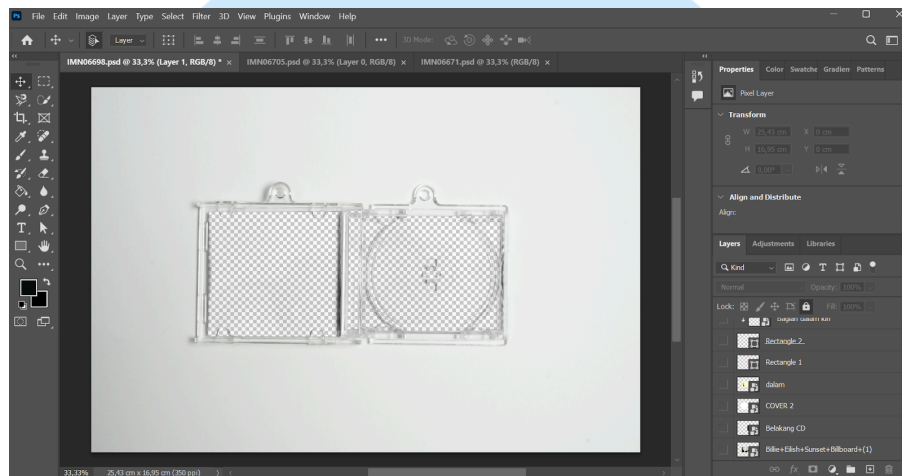 Ps File Edit Image Layer Type Select Filter 3D View Plugins Window Help
Layer 3D Mode:
IMN06698.psd @ 33,3% (Layer 1, RGB/8) * × IMN06705.psd @ 33,3% (Layer 0, RGB/8) × IMN06671.psd @ 33,3% (RGB/8) ×
Properties Color Swatche Gradien Patterns
Pixel Layer
Transform
W 25,43 cm X 0 cm
H 16,95 cm Y 0 cm
0,00°
Align and Distribute
Align:
Layers Adjustments Libraries
Kind
Normal Opacity: 100%
Lock: Fill: 100%
Rectangle 2
Rectangle 1
dalam
COVER 2
Belakang CD
Billie+Eilish+Sunset+Billboard+(1)
fx
33,33% 25,43 cm x 16,95 cm (350 ppi)